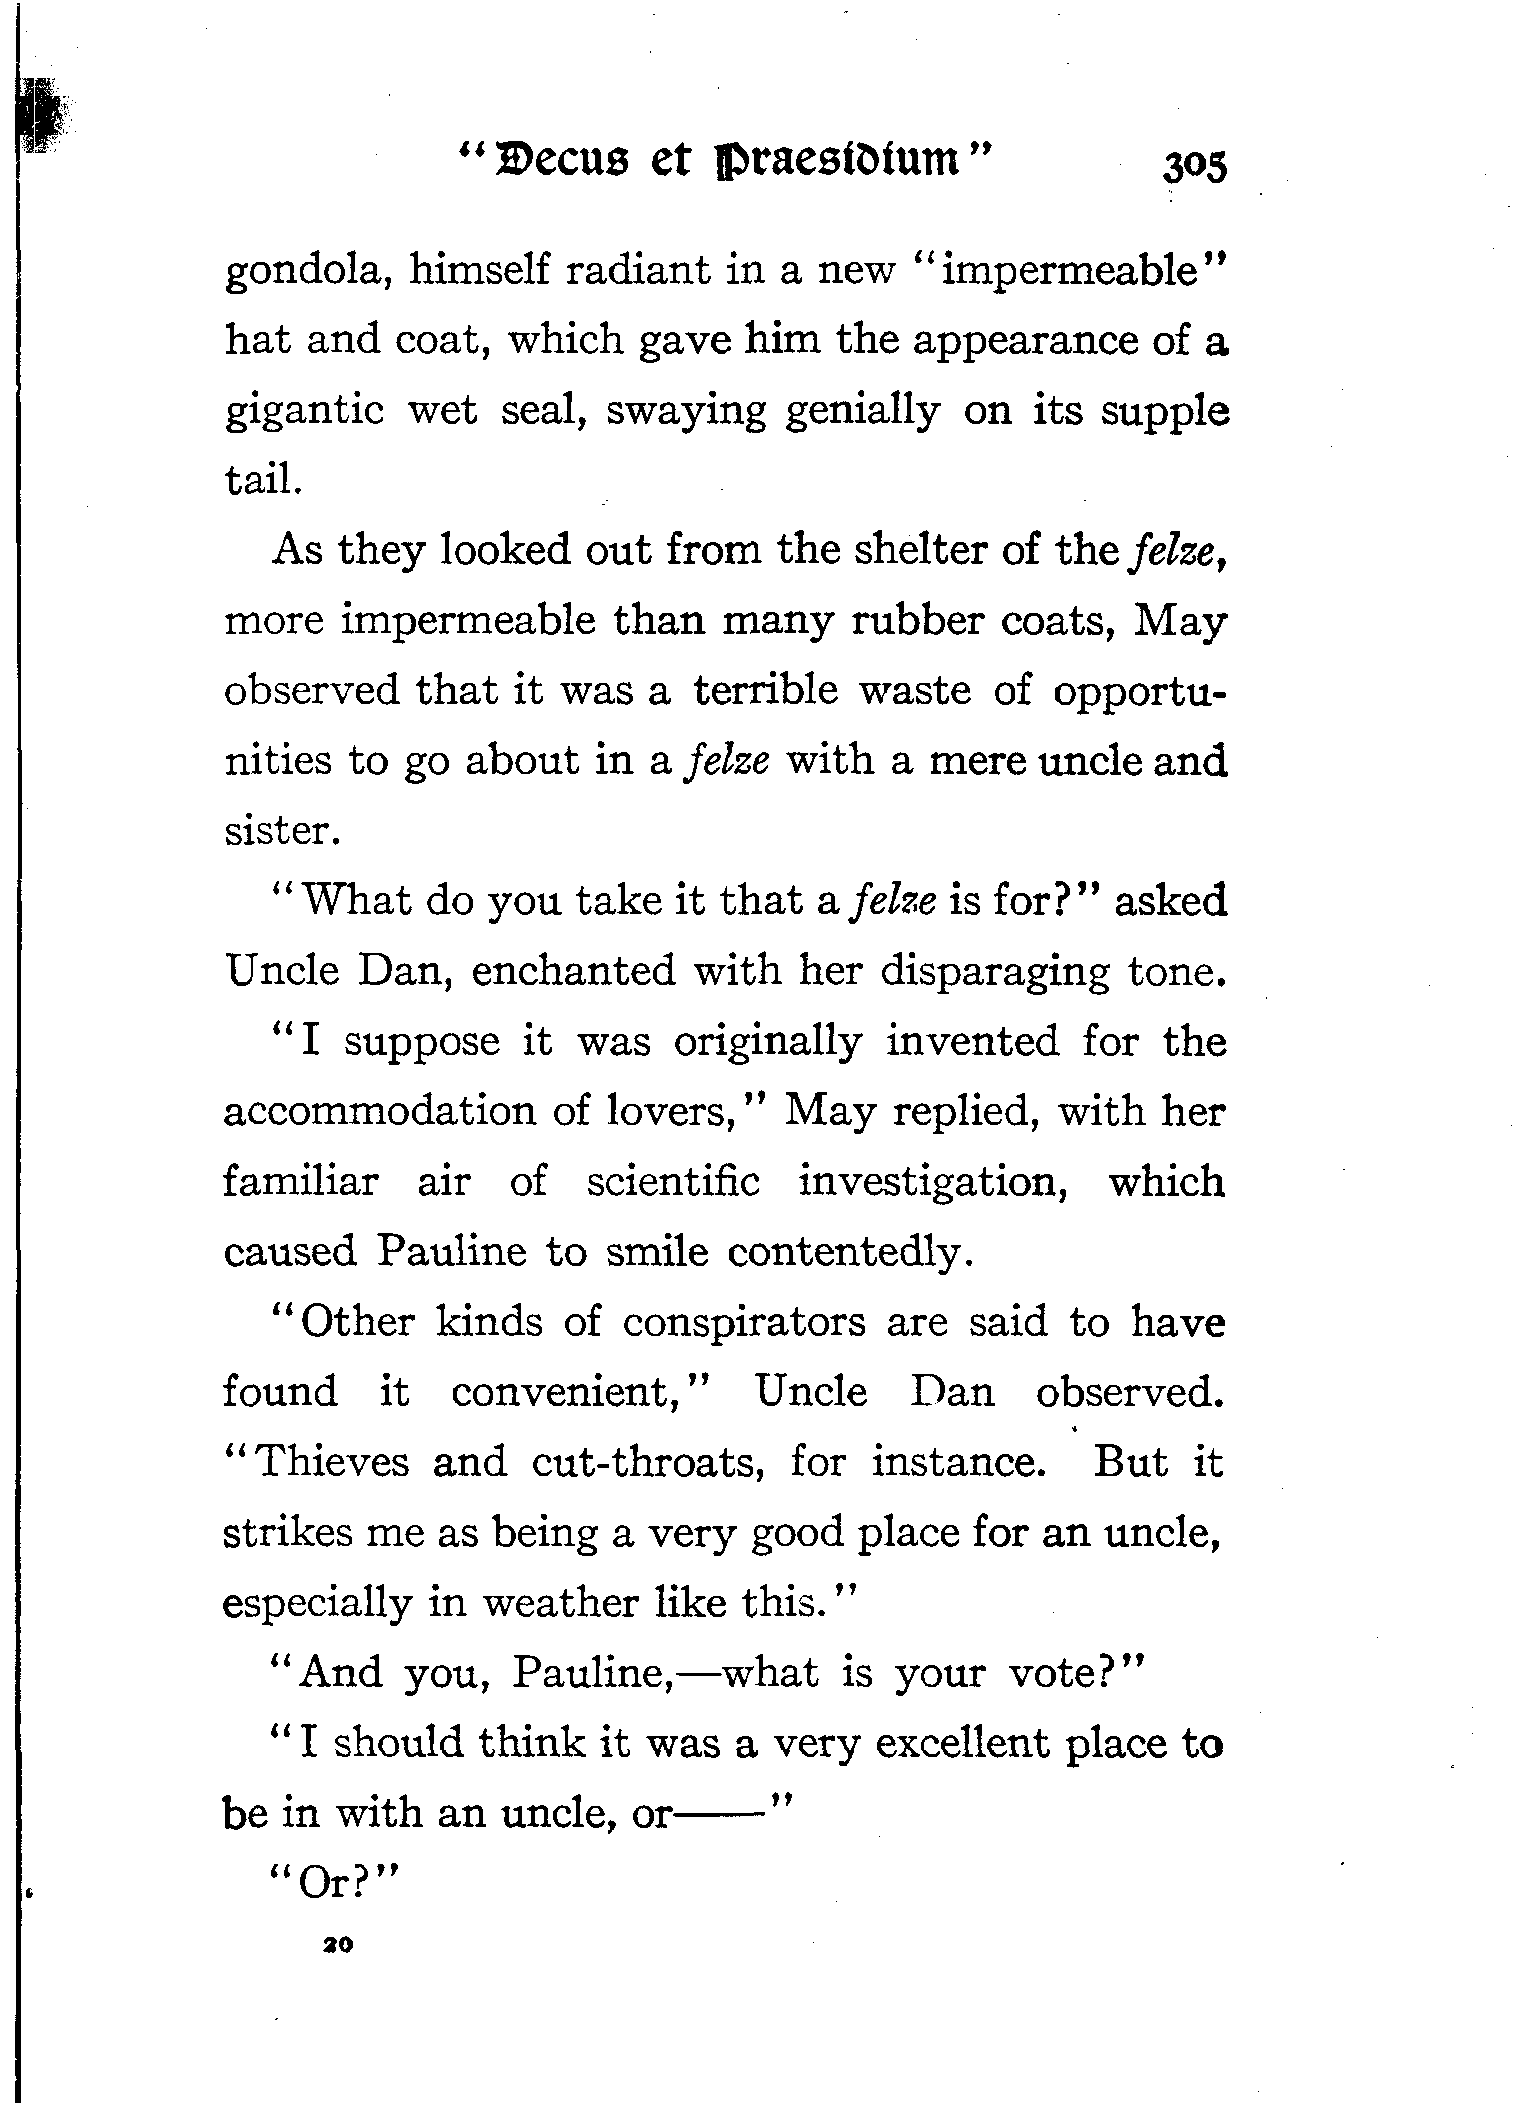 "Decus et Praesidium" 305
gondola, himself radiant in a new "impermeable"
hat and coat, which gave him the appearance of a
gigantic wet seal, swaying genially on its supple
tail.
As they looked out from the shelter of the felze,
more impermeable than many rubber coats, May
observed that it was a terrible waste of opportu-
nities to go about in a felze with a mere uncle and
sister.
"What do you take it that a felze is for?" asked
Uncle Dan, enchanted with her disparaging tone.
"I suppose it was originally invented for the
accommodation of lovers," May replied, with her
familiar air of scientific investigation, which
caused Pauline to smile contentedly.
"Other kinds of conspirators are said to have
found it convenient," Uncle Dan observed.
"Thieves and cut-throats, for instance. But it
strikes me as being a very good place for an uncle,
especially in weather like this."
"And you, Pauline,—what is your vote?"
"I should think it was a very excellent place to
be in with an uncle, or——"
"Or?"
20